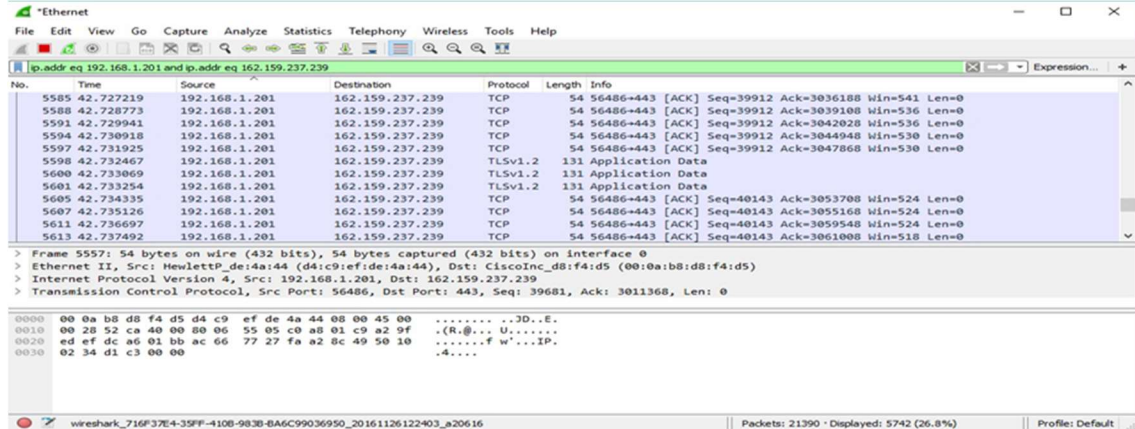 *Ethernet
File Edit View Go Capture Analyze Statistics Telephony Wireless Tools Help
ip.addr eq 192.168.1.201 and ip.addr eq 162.159.237.239 Expression... +
No. Time Source Destination Protocol Length Info
5585 42.727219 192.168.1.201 162.159.237.239 TCP 54 56486→443 [ACK] Seq=39912 Ack=3036188 Win=541 Len=0
5588 42.728773 192.168.1.201 162.159.237.239 TCP 54 56486→443 [ACK] Seq=39912 Ack=3039108 Win=536 Len=0
5591 42.729941 192.168.1.201 162.159.237.239 TCP 54 56486→443 [ACK] Seq=39912 Ack=3042028 Win=536 Len=0
5594 42.730918 192.168.1.201 162.159.237.239 TCP 54 56486→443 [ACK] Seq=39912 Ack=3044948 Win=530 Len=0
5597 42.731925 192.168.1.201 162.159.237.239 TCP 54 56486→443 [ACK] Seq=39912 Ack=3047868 Win=530 Len=0
5598 42.732467 192.168.1.201 162.159.237.239 TLSv1.2 131 Application Data
5600 42.733069 192.168.1.201 162.159.237.239 TLSv1.2 131 Application Data
5601 42.733254 192.168.1.201 162.159.237.239 TLSv1.2 131 Application Data
5605 42.734335 192.168.1.201 162.159.237.239 TCP 54 56486→443 [ACK] Seq=40143 Ack=3053708 Win=524 Len=0
5607 42.735126 192.168.1.201 162.159.237.239 TCP 54 56486→443 [ACK] Seq=40143 Ack=3055168 Win=524 Len=0
5611 42.736697 192.168.1.201 162.159.237.239 TCP 54 56486→443 [ACK] Seq=40143 Ack=3059548 Win=524 Len=0
5613 42.737492 192.168.1.201 162.159.237.239 TCP 54 56486→443 [ACK] Seq=40143 Ack=3061008 Win=518 Len=0
> Frame 5557: 54 bytes on wire (432 bits), 54 bytes captured (432 bits) on interface 0
> Ethernet II, Src: HewlettP_de:4a:44 (d4:c9:ef:de:4a:44), Dst: CiscoInc_d8:f4:d5 (00:0a:b8:d8:f4:d5)
> Internet Protocol Version 4, Src: 192.168.1.201, Dst: 162.159.237.239
> Transmission Control Protocol, Src Port: 56486, Dst Port: 443, Seq: 39681, Ack: 3011368, Len: 0
0000 00 0a b8 d8 f4 d5 d4 c9 ef de 4a 44 08 00 45 00 ........ ..JD..E.
0010 00 28 52 ca 40 00 80 06 55 05 c0 a8 01 c9 a2 9f .(R.@... U.......
0020 ed ef dc a6 01 bb ac 66 77 27 fa a2 8c 49 50 10 .......f w'...IP.
0030 02 34 d1 c3 00 00 .4....
wireshark_716F37E4-35FF-410B-983B-BA6C99036950_20161126122403_a20616 Packets: 21390 · Displayed: 5742 (26.8%) Profile: Default